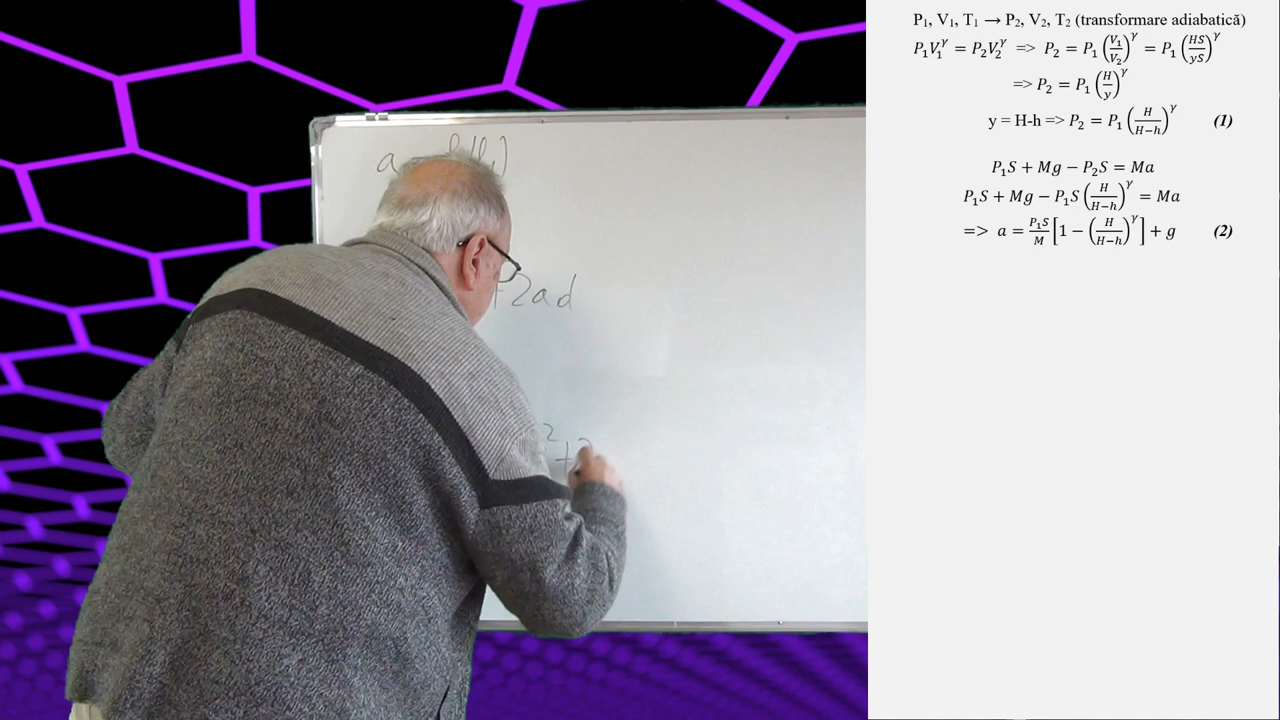 P₁, V₁, T₁ → P₂, V₂, T₂ (transformare adiabatică)
P₁V₁^γ = P₂V₂^γ => P₂ = P₁ (V₁/V₂)^γ = P₁ (HS/yS)^γ
=> P₂ = P₁ (H/y)^γ
y = H-h => P₂ = P₁ (H/(H−h))^γ (1)
P₁S + Mg − P₂S = Ma
P₁S + Mg − P₁S (H/(H−h))^γ = Ma
=> a = P₁S/M [1 − (H/(H−h))^γ] + g (2)
a
+2ad
² +